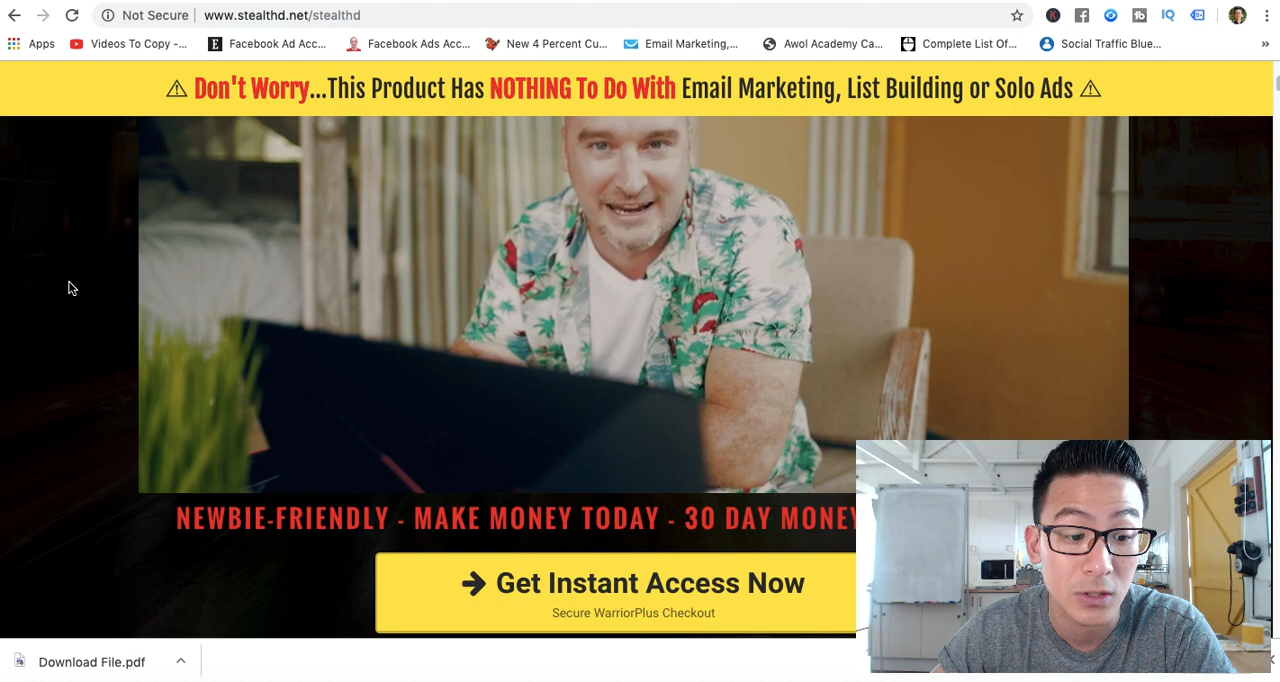 Not Secure www.stealthd.net/stealthd
Apps Videos To Copy -... Facebook Ad Acc... Facebook Ads Acc... New 4 Percent Cu... Email Marketing,... Awol Academy Ca... Complete List Of... Social Traffic Blue... »
⚠ Don't Worry...This Product Has NOTHING To Do With Email Marketing, List Building or Solo Ads ⚠
NEWBIE-FRIENDLY - MAKE MONEY TODAY - 30 DAY MONEY
➔ Get Instant Access Now
Secure WarriorPlus Checkout
Download File.pdf